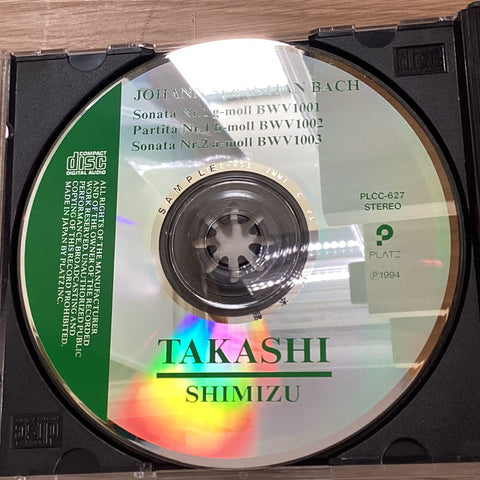 JOHANN SEBASTIAN BACH
Sonata Nr.1 g-moll BWV1001
Partita Nr.1 h-moll BWV1002
Sonata Nr.2 a-moll BWV1003
COMPACT
disc
DIGITAL AUDIO
SAMPLE
PLCC-627
STEREO
PLATZ
Ⓟ1994
ALL RIGHTS OF THE MANUFACTURER
AND OF THE OWNER OF THE RECORDED
WORK RESERVED. UNAUTHORIZED PUBLIC
PERFORMANCE, BROADCASTING AND
COPYING OF THIS RECORD PROHIBITED.
MADE IN JAPAN BY PLATZ INC.
TAKASHI
SHIMIZU